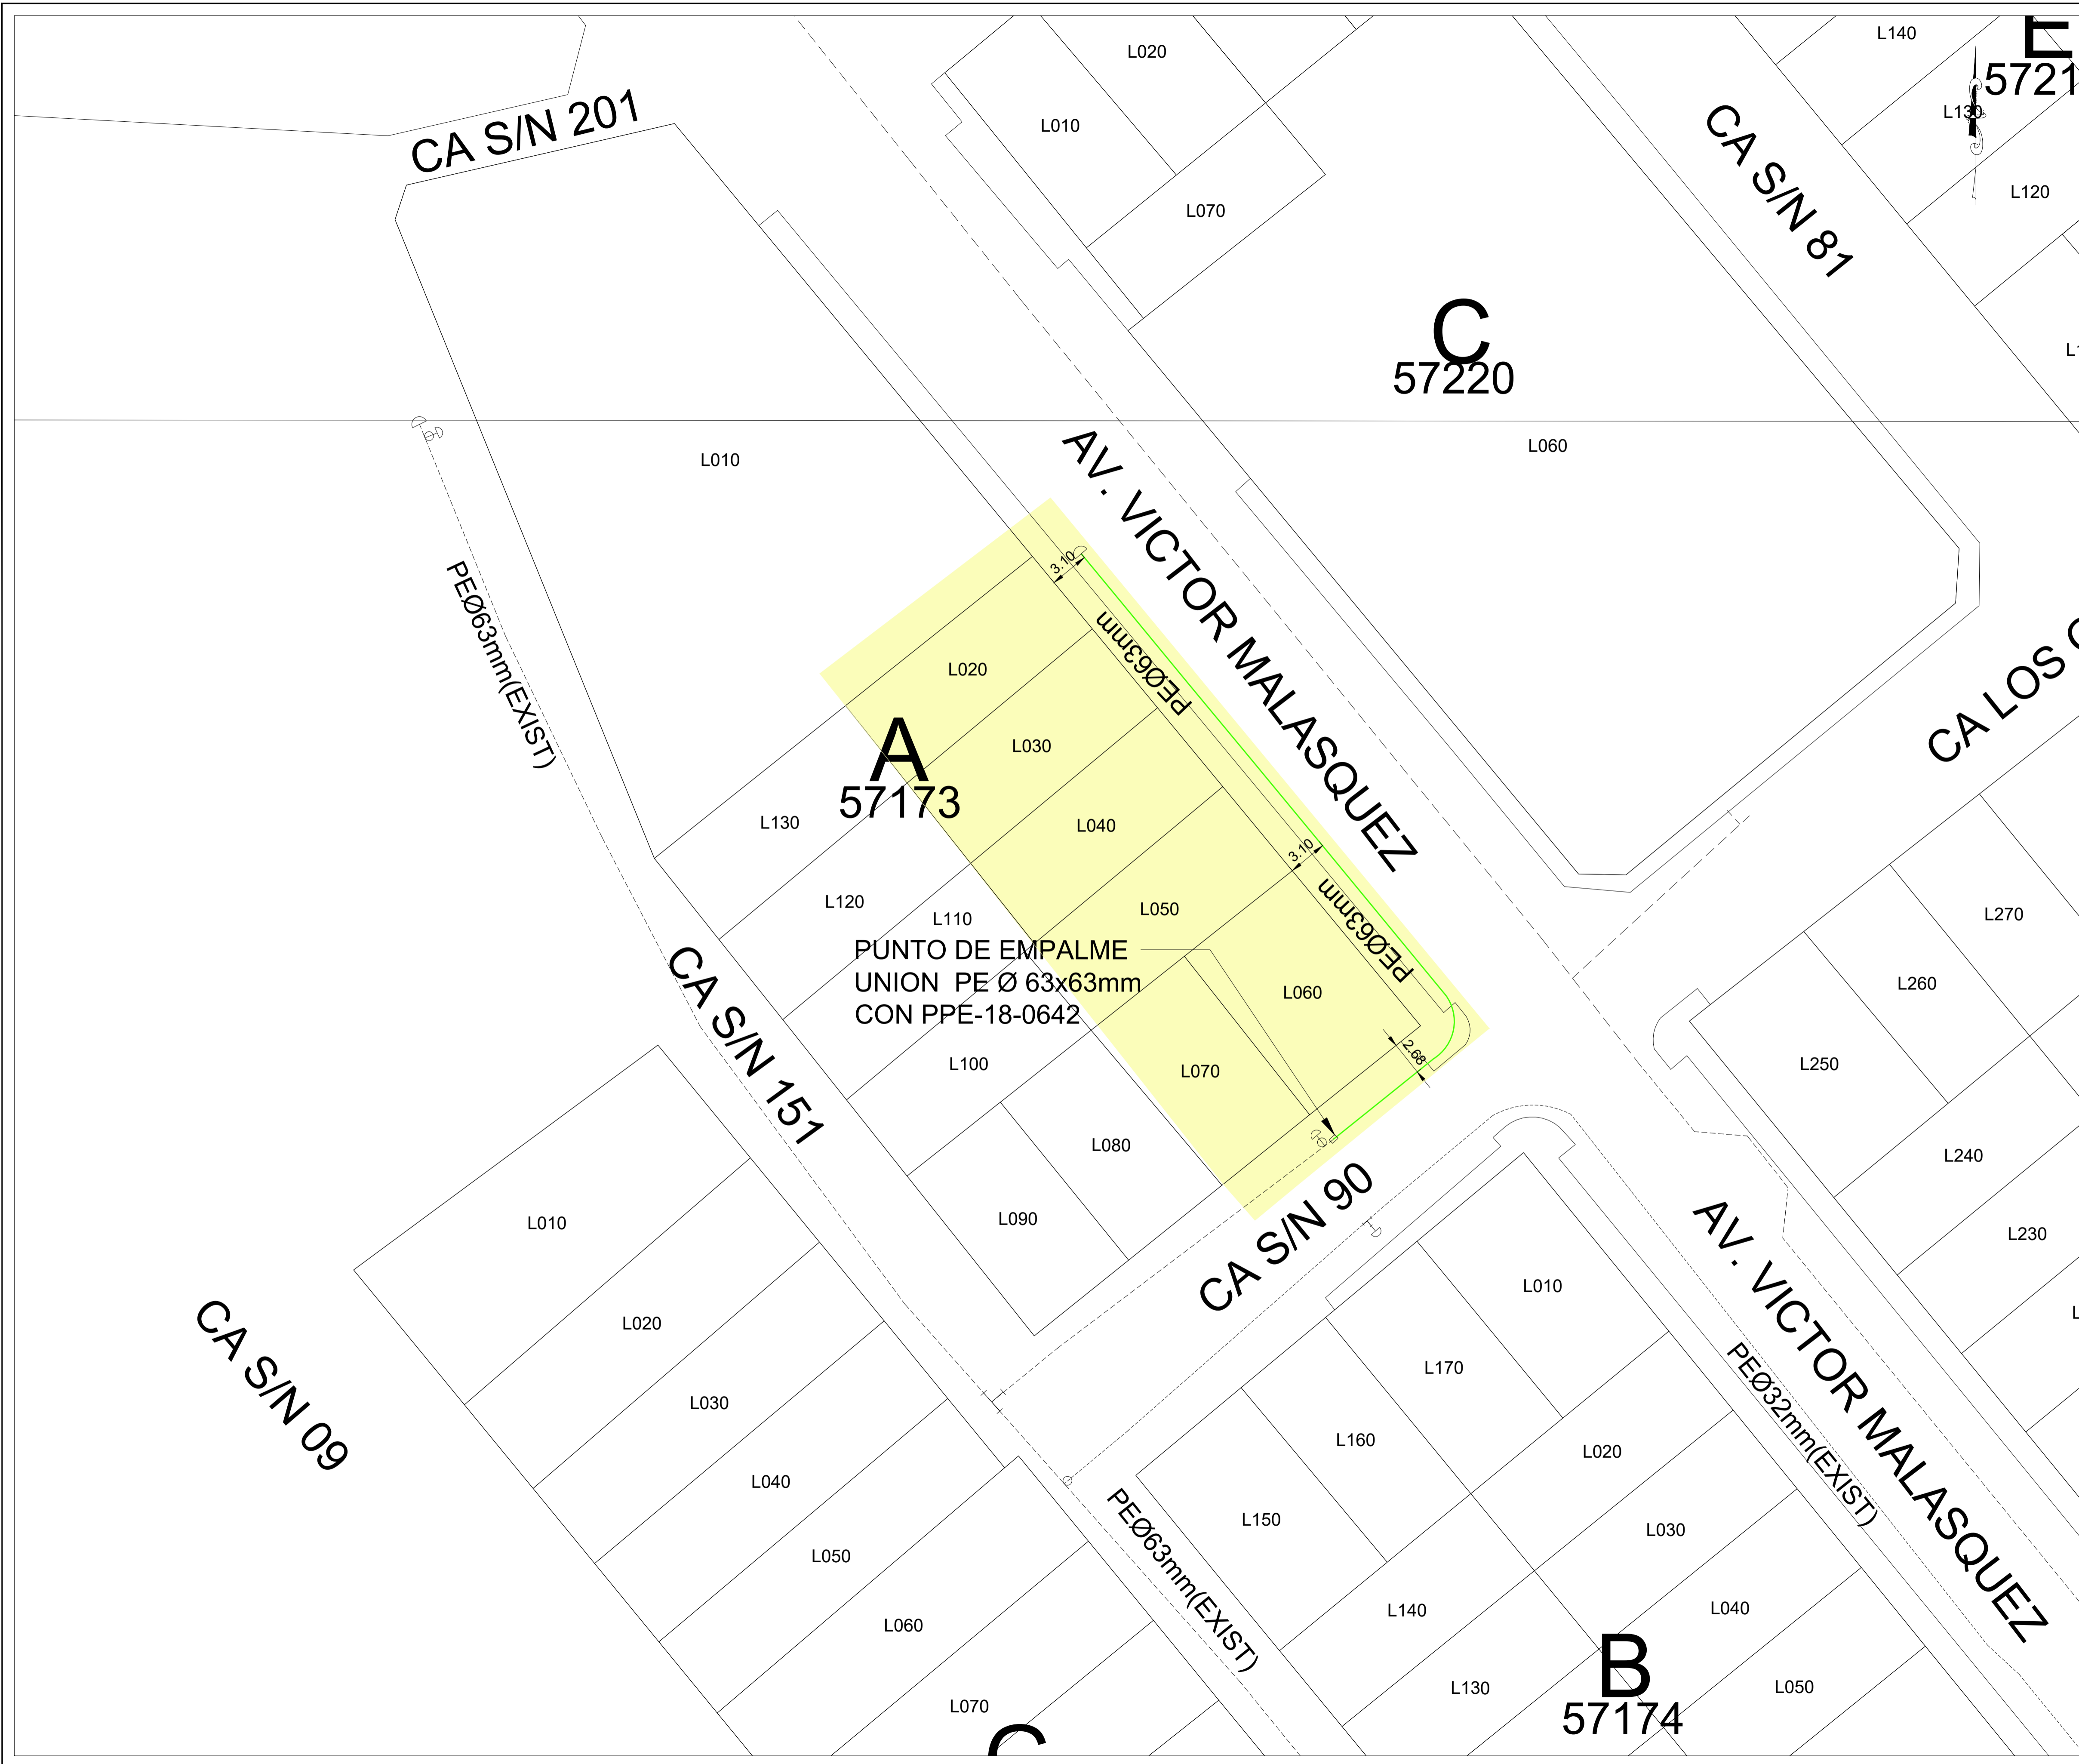 L140
E
5721
L130
L120
L020
L010
L070
CA S/N 201
CA S/N 81
C
57220
L060
L010
AV. VICTOR MALASQUEZ
PEØ63mm(EXIST)
3.10
PEØ63mm
L020
L030
A
57173
L130
L040
L120
L110
L050
3.10
PEØ63mm
PUNTO DE EMPALME
UNION PE Ø 63x63mm
CON PPE-18-0642
L060
2.68
L070
L100
L080
L090
CA S/N 151
CA S/N 90
CA LOS
L270
L260
L250
L240
L230
AV. VICTOR MALASQUEZ
PEØ32mm(EXIST)
CA S/N 09
L010
L020
L030
L040
L050
L060
L070
C
PEØ63mm(EXIST)
L010
L170
L160
L150
L020
L030
L140
L040
L130
B
57174
L050